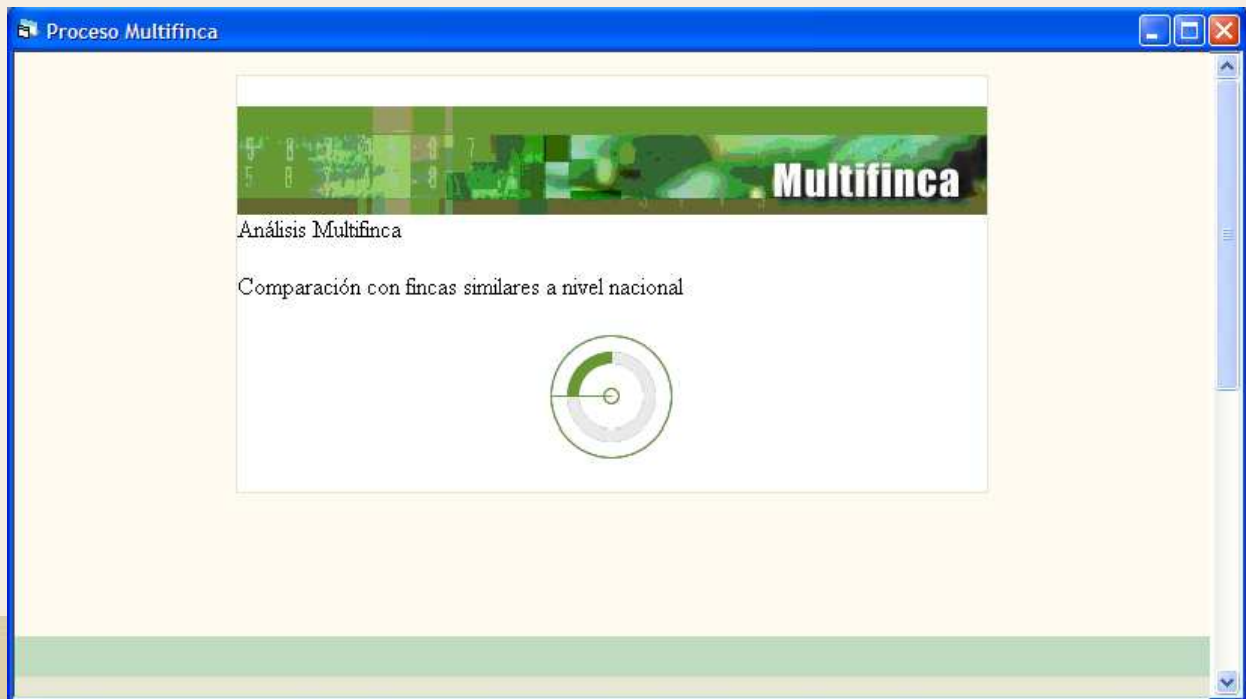 Proceso Multifinca
Multifinca
Análisis Multifinca
Comparación con fincas similares a nivel nacional